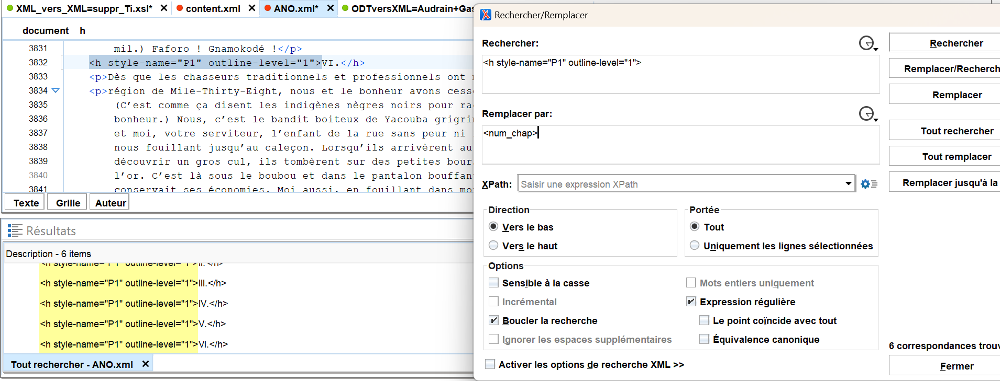 XML_vers_XML=suppr_Ti.xsl* content.xml ANO.xml* ODTversXML=Audrain+Gas
document h
3831 mil.) Faforo ! Gnamokodé !</p>
3832 <h style-name="P1" outline-level="1">VI.</h>
3833 <p>Dès que les chasseurs traditionnels et professionnels ont
3834 <p>région de Mile-Thirty-Eight, nous et le bonheur avons cess
3835 (C’est comme ça disent les indigènes nègres noirs pour ra
3836 bonheur.) Nous, c’est le bandit boiteux de Yacouba grigri
3837 et moi, votre serviteur, l’enfant de la rue sans peur ni
3838 nous fouillant jusqu’au caleçon. Lorsqu’ils arrivèrent au
3839 découvrir un gros cul, ils tombèrent sur des petites bour
3840 l’or. C’est là sous le boubou et dans le pantalon bouffan
3841 conservait ses économies. Moi aussi, en fouillant dans mo
Texte Grille Auteur
Résultats
Description - 6 items
<h style-name="P1" outline-level="1">II.</h>
<h style-name="P1" outline-level="1">III.</h>
<h style-name="P1" outline-level="1">IV.</h>
<h style-name="P1" outline-level="1">V.</h>
<h style-name="P1" outline-level="1">VI.</h>
Tout rechercher - ANO.xml
Rechercher/Remplacer
Rechercher:
<h style-name="P1" outline-level="1">
Remplacer par:
<num_chap>
XPath: Saisir une expression XPath
Direction
Vers le bas
Vers le haut
Portée
Tout
Uniquement les lignes sélectionnées
Options
Sensible à la casse
Mots entiers uniquement
Incrémental
Expression régulière
Boucler la recherche
Le point coïncide avec tout
Ignorer les espaces supplémentaires
Équivalence canonique
Activer les options de recherche XML >>
Rechercher
Remplacer/Recherch
Remplacer
Tout rechercher
Tout remplacer
Remplacer jusqu'à la
6 correspondances trouv
Fermer